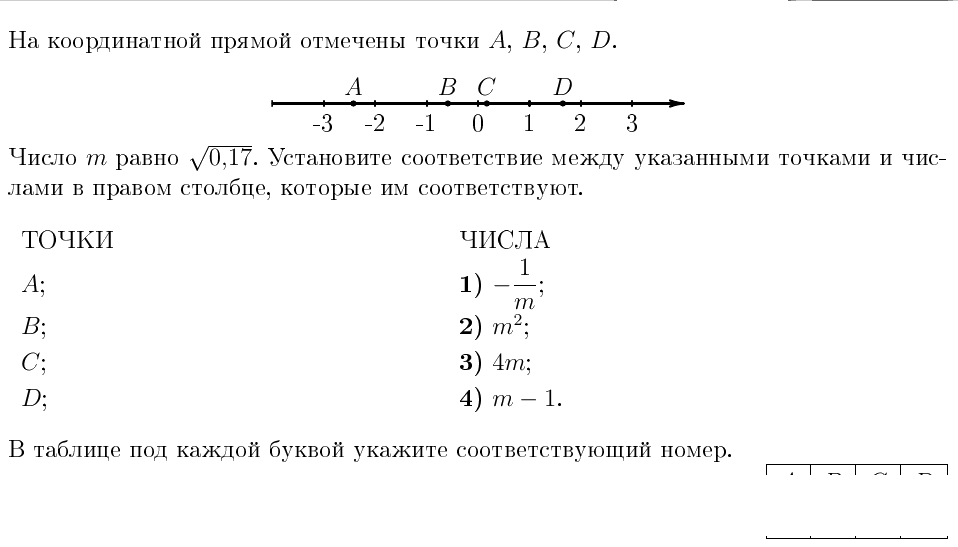 На координатной прямой отмечены точки A, B, C, D.
A B C D
-3 -2 -1 0 1 2 3
Число m равно √0,17. Установите соответствие между указанными точками и чис-
лами в правом столбце, которые им соответствуют.
ТОЧКИ ЧИСЛА
A; 1) −1/m;
B; 2) m²;
C; 3) 4m;
D; 4) m − 1.
В таблице под каждой буквой укажите соответствующий номер.